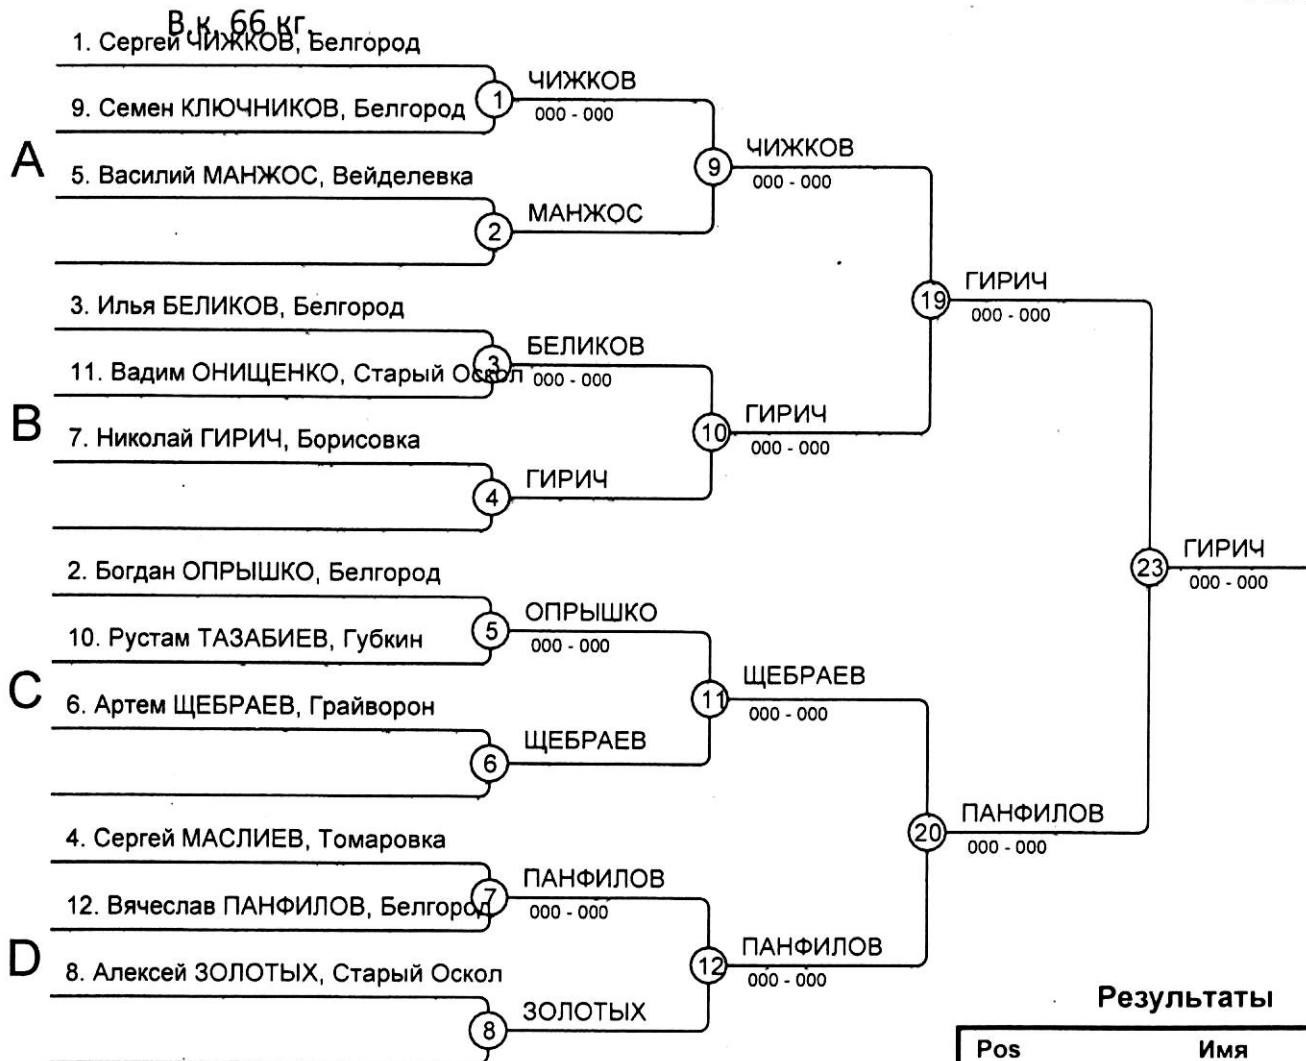 В.к. 66 кг.
1. Сергей ЧИЖКОВ, Белгород
ЧИЖКОВ
9. Семен КЛЮЧНИКОВ, Белгород
1
000 - 000
A
ЧИЖКОВ
9
000 - 000
5. Василий МАНЖОС, Вейделевка
МАНЖОС
2
ГИРИЧ
19
000 - 000
3. Илья БЕЛИКОВ, Белгород
БЕЛИКОВ
3
11. Вадим ОНИЩЕНКО, Старый Оскол
000 - 000
B
ГИРИЧ
10
000 - 000
7. Николай ГИРИЧ, Борисовка
ГИРИЧ
4
ГИРИЧ
23
000 - 000
2. Богдан ОПРЫШКО, Белгород
ОПРЫШКО
5
10. Рустам ТАЗАБИЕВ, Губкин
000 - 000
C
ЩЕБРАЕВ
11
000 - 000
6. Артем ЩЕБРАЕВ, Грайворон
ЩЕБРАЕВ
6
ПАНФИЛОВ
20
000 - 000
4. Сергей МАСЛИЕВ, Томаровка
ПАНФИЛОВ
7
12. Вячеслав ПАНФИЛОВ, Белгород
000 - 000
D
ПАНФИЛОВ
12
000 - 000
8. Алексей ЗОЛОТЫХ, Старый Оскол
ЗОЛОТЫХ
8
Результаты
Pos Имя